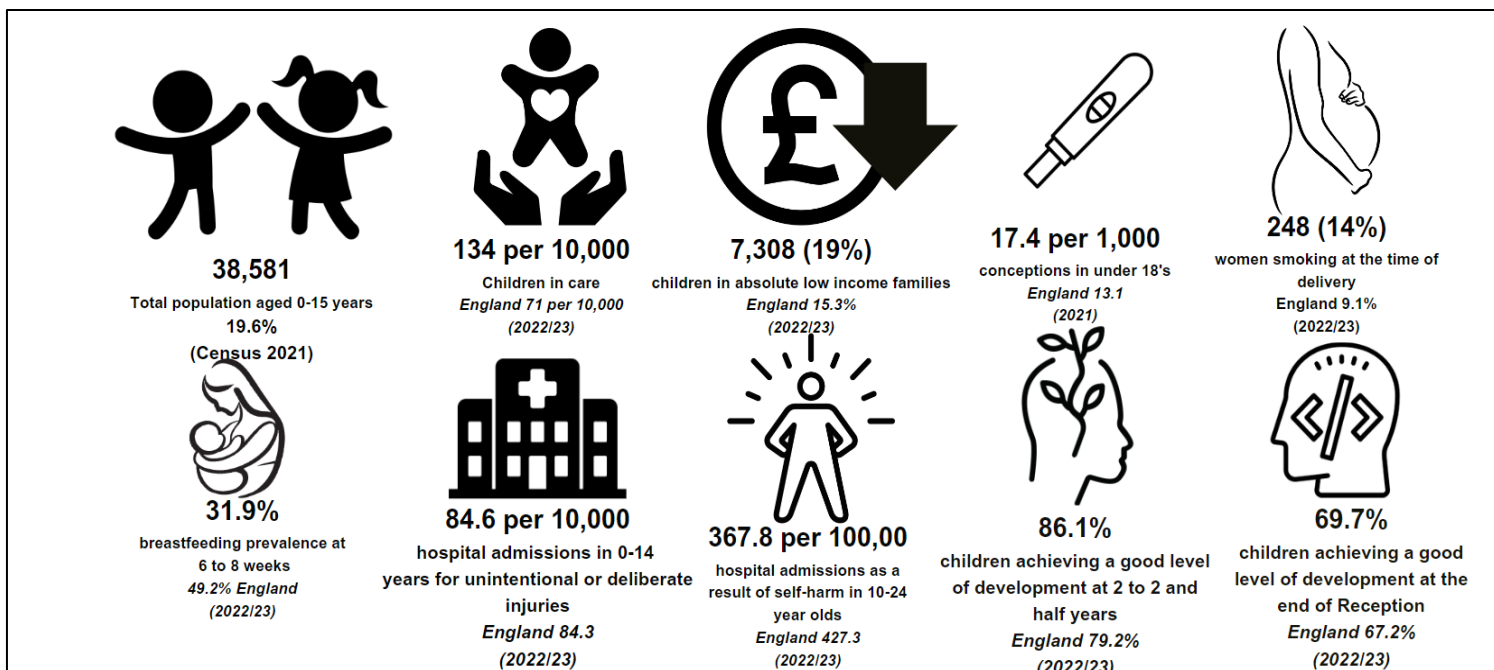 38,581
Total population aged 0-15 years
19.6%
(Census 2021)
134 per 10,000
Children in care
England 71 per 10,000
(2022/23)
£
7,308 (19%)
children in absolute low income families
England 15.3%
(2022/23)
17.4 per 1,000
conceptions in under 18's
England 13.1
(2021)
248 (14%)
women smoking at the time of
delivery
England 9.1%
(2022/23)
31.9%
breastfeeding prevalence at
6 to 8 weeks
49.2% England
(2022/23)
84.6 per 10,000
hospital admissions in 0-14
years for unintentional or deliberate
injuries
England 84.3
(2022/23)
367.8 per 100,00
hospital admissions as a
result of self-harm in 10-24
year olds
England 427.3
(2022/23)
86.1%
children achieving a good level
of development at 2 to 2 and
half years
England 79.2%
(2022/23)
69.7%
children achieving a good
level of development at the
end of Reception
England 67.2%
(2022/23)